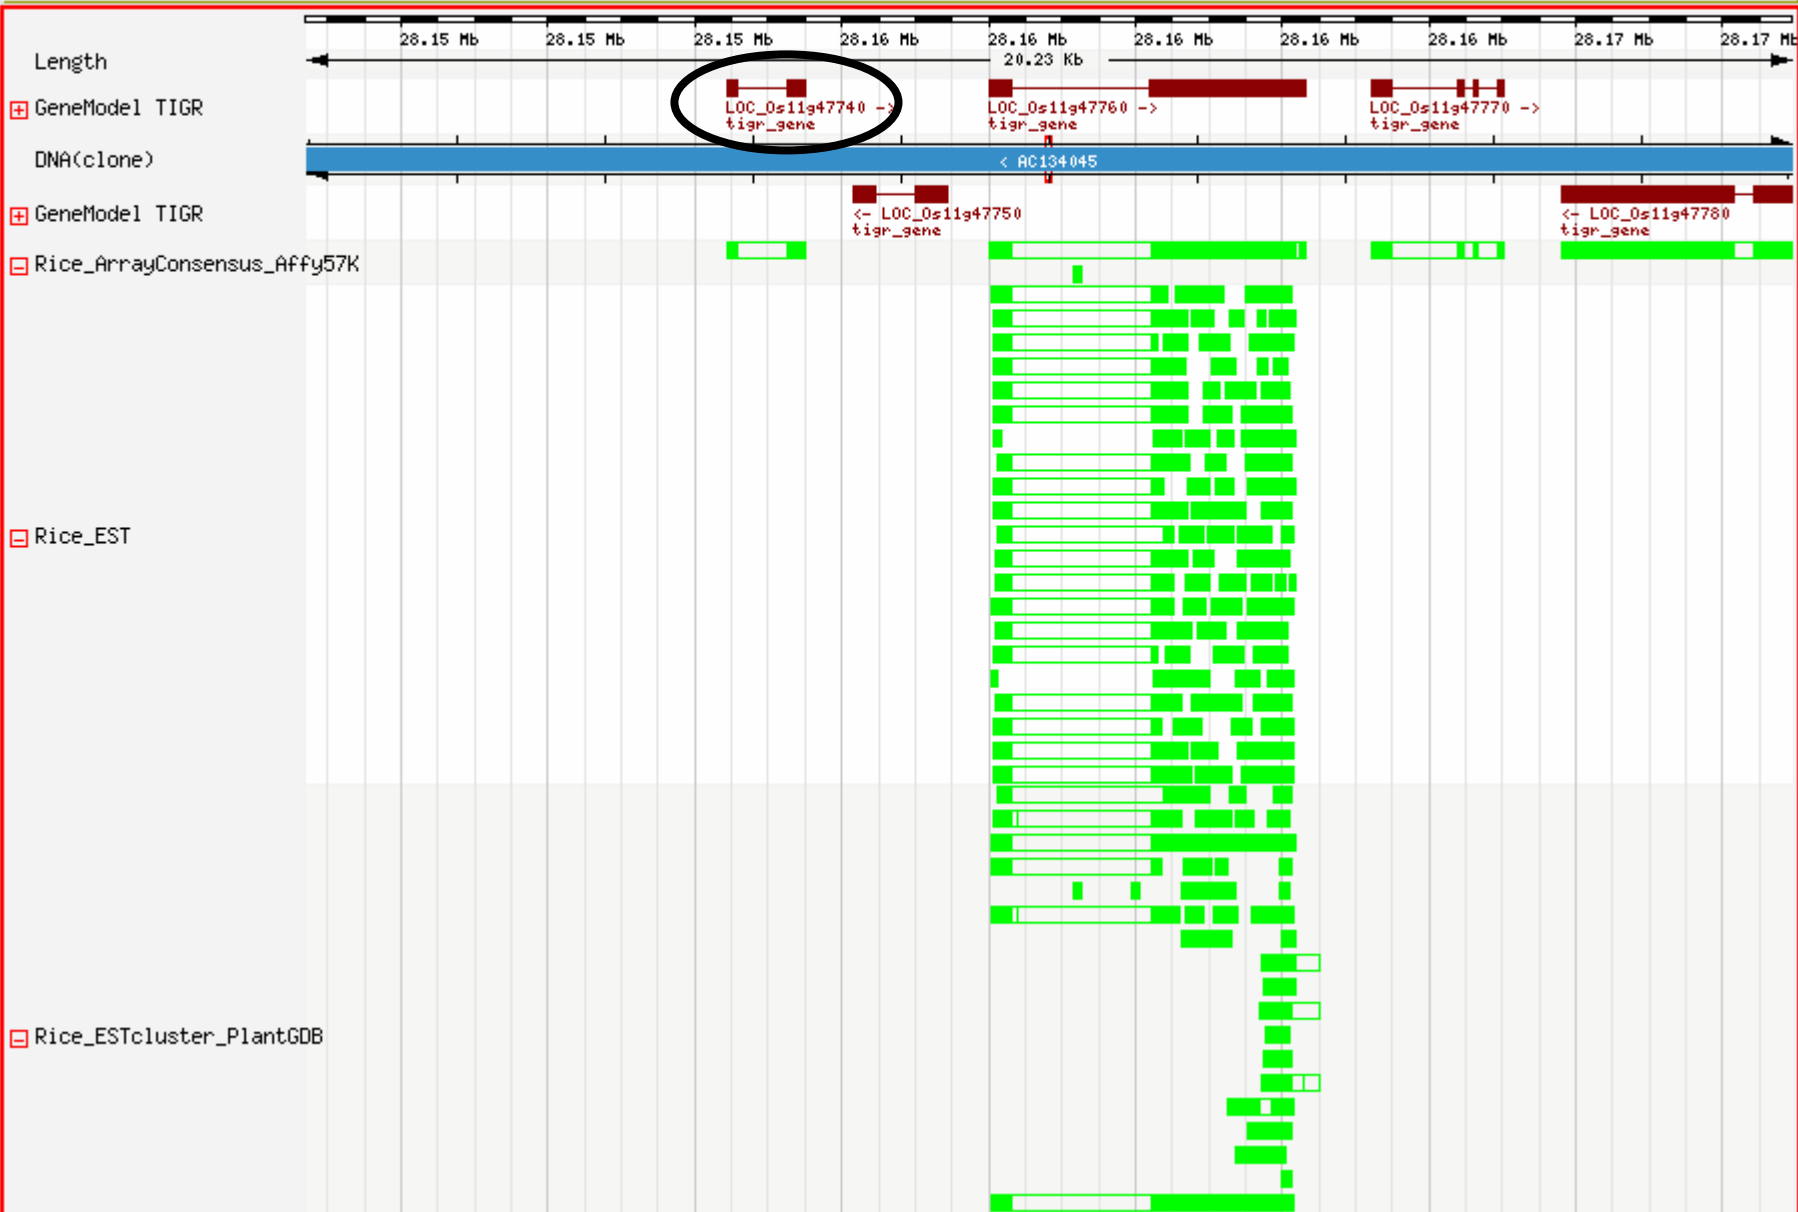 28.15 Mb 28.15 Mb 28.15 Mb 28.16 Mb 28.16 Mb 28.16 Mb 28.16 Mb 28.16 Mb 28.17 Mb 28.17 Mb
Length 20.23 Kb
GeneModel TIGR
LOC_Os11g47740 -> LOC_Os11g47760 -> LOC_Os11g47770 ->
tigr_gene tigr_gene tigr_gene
DNA(clone) < AC134045
GeneModel TIGR <- LOC_Os11g47750 <- LOC_Os11g47780
tigr_gene tigr_gene
Rice_ArrayConsensus_Affy57K
Rice_EST
Rice_ESTcluster_PlantGDB